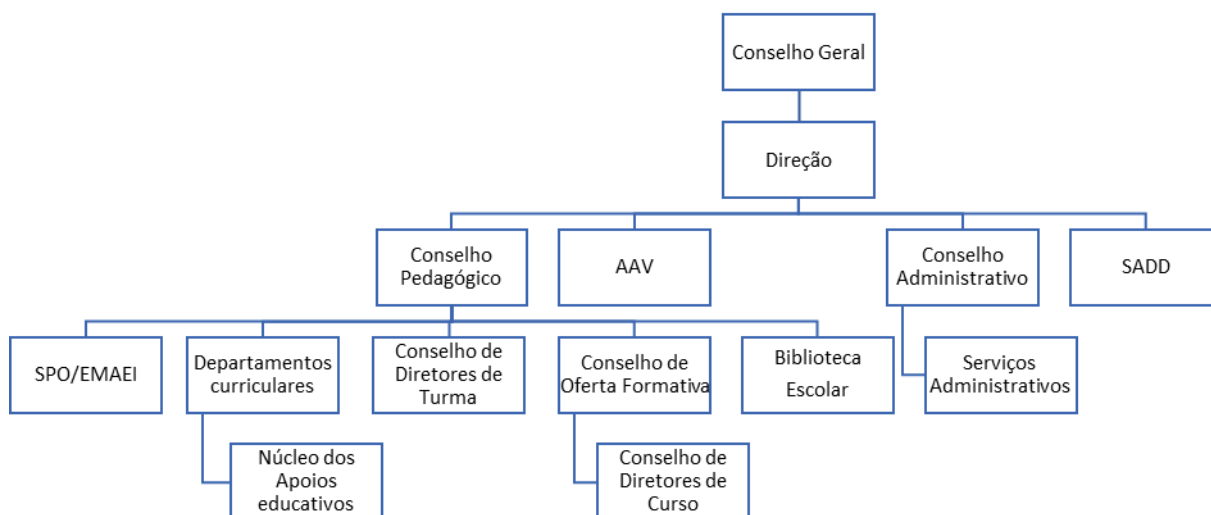 Conselho Geral
Direção
Conselho
Pedagógico
AAV
Conselho
Administrativo
SADD
SPO/EMAEI
Departamentos
curriculares
Conselho de
Diretores de
Turma
Conselho de
Oferta Formativa
Biblioteca
Escolar
Serviços
Administrativos
Núcleo dos
Apoios
educativos
Conselho de
Diretores de
Curso